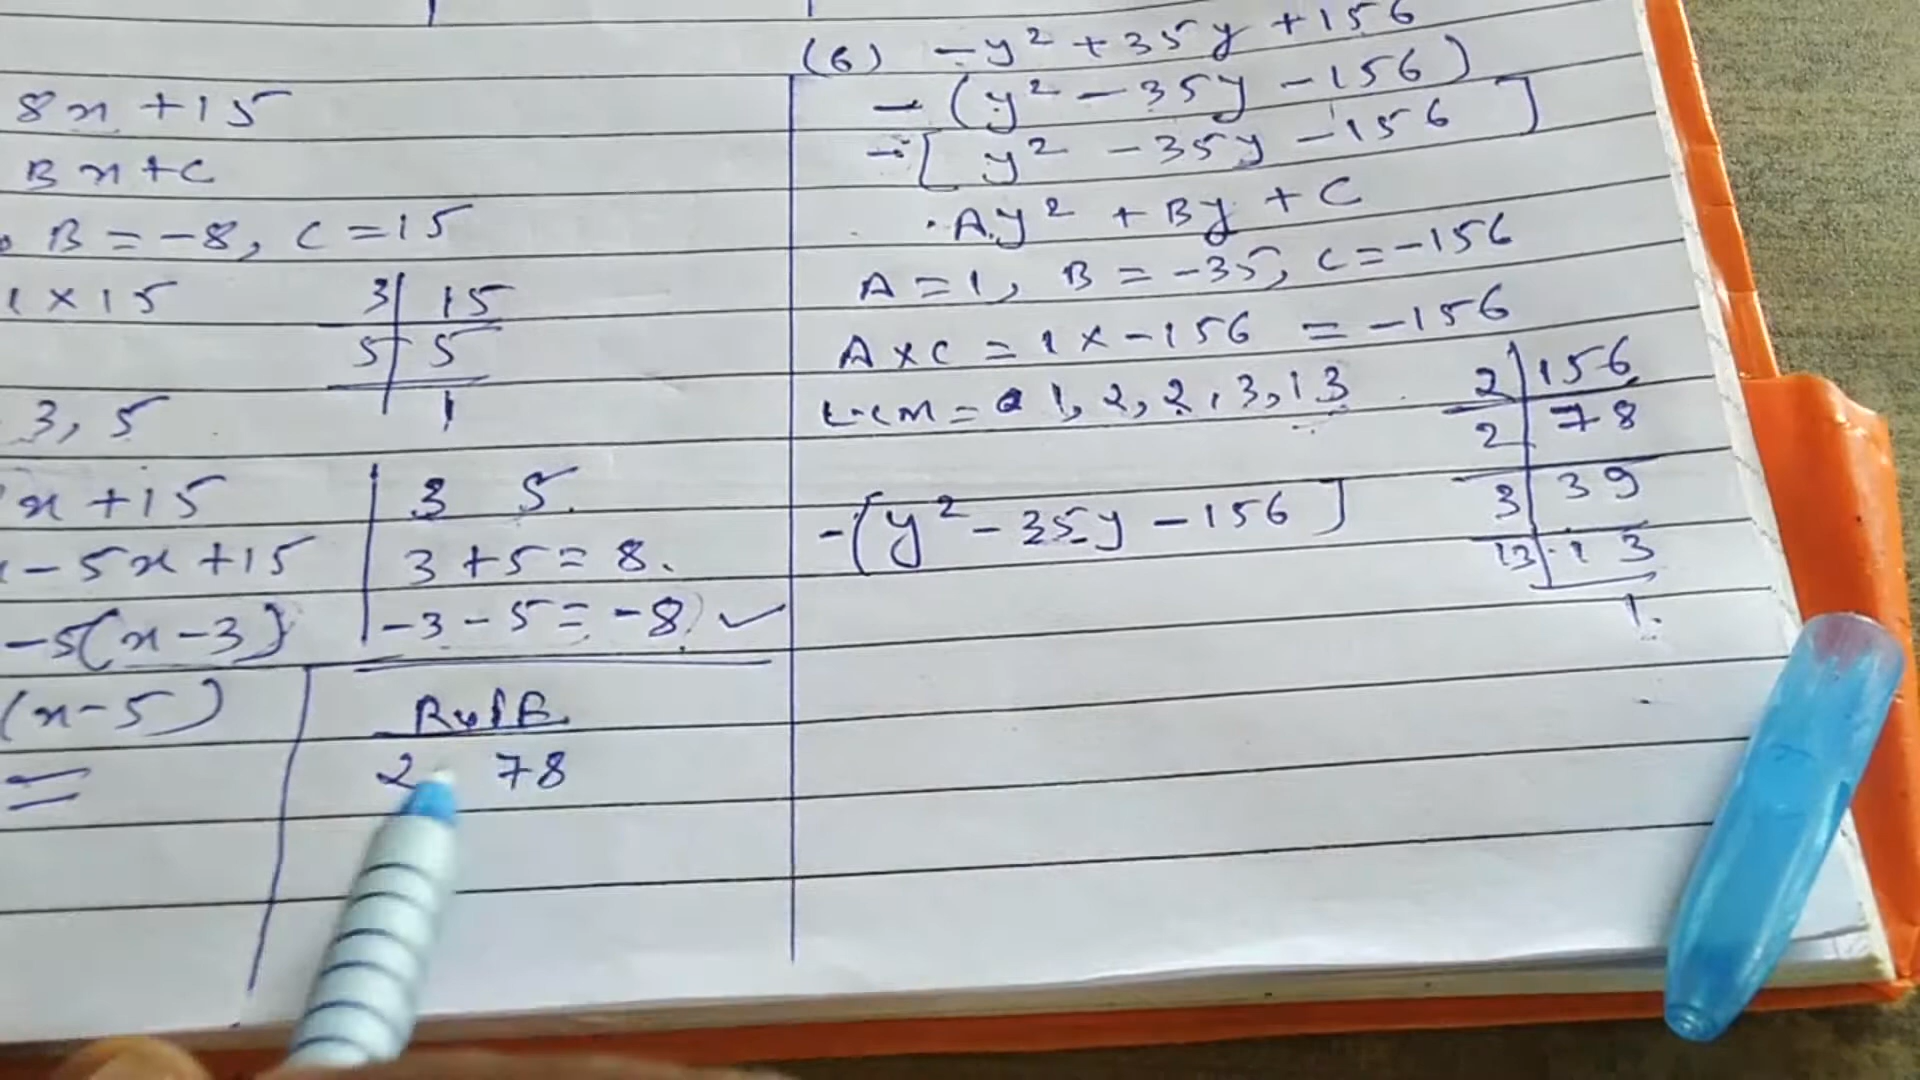 8x + 15
Bx + C
B = -8, C = 15
1 × 15
3 | 15
5 | 5
1
3, 5
x + 15
- 5x + 15
-5(x - 3)
(x - 5)
3 5
3 + 5 = 8.
-3 - 5 = -8 ✓
2 78
(6) -y² + 35y + 156
- (y² - 35y - 156)
- [ y² - 35y - 156 ]
Ay² + By + C
A = 1, B = -35, C = -156
A × C = 1 × -156 = -156
LCM = 1, 2, 2, 3, 13
2 | 156
2 | 78
3 | 39
13 | 13
1
- [y² - 35y - 156]